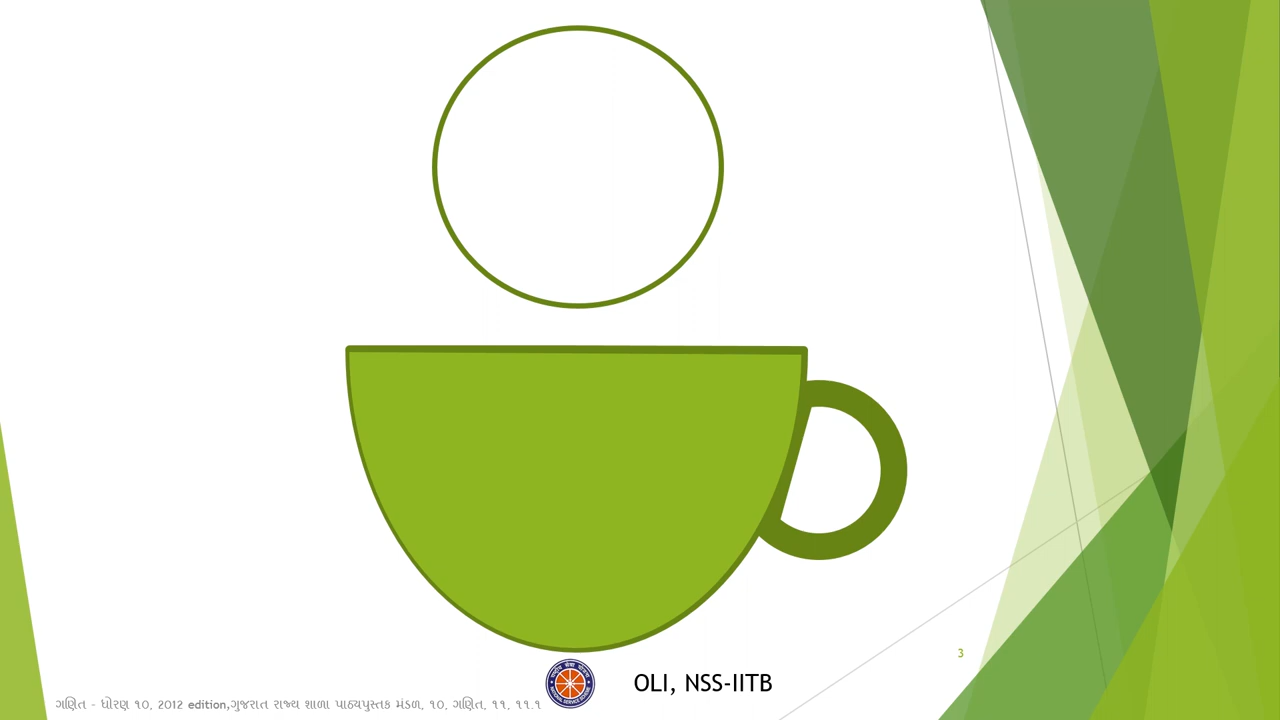 3
OLI, NSS-IITB
ગણિત - ધોરણ ૧૦, 2012 edition,ગુજરાત રાજ્ય શાળા પાઠ્યપુસ્તક મંડળ, ૧૦, ગણિત, ૧૧, ૧૧.૧